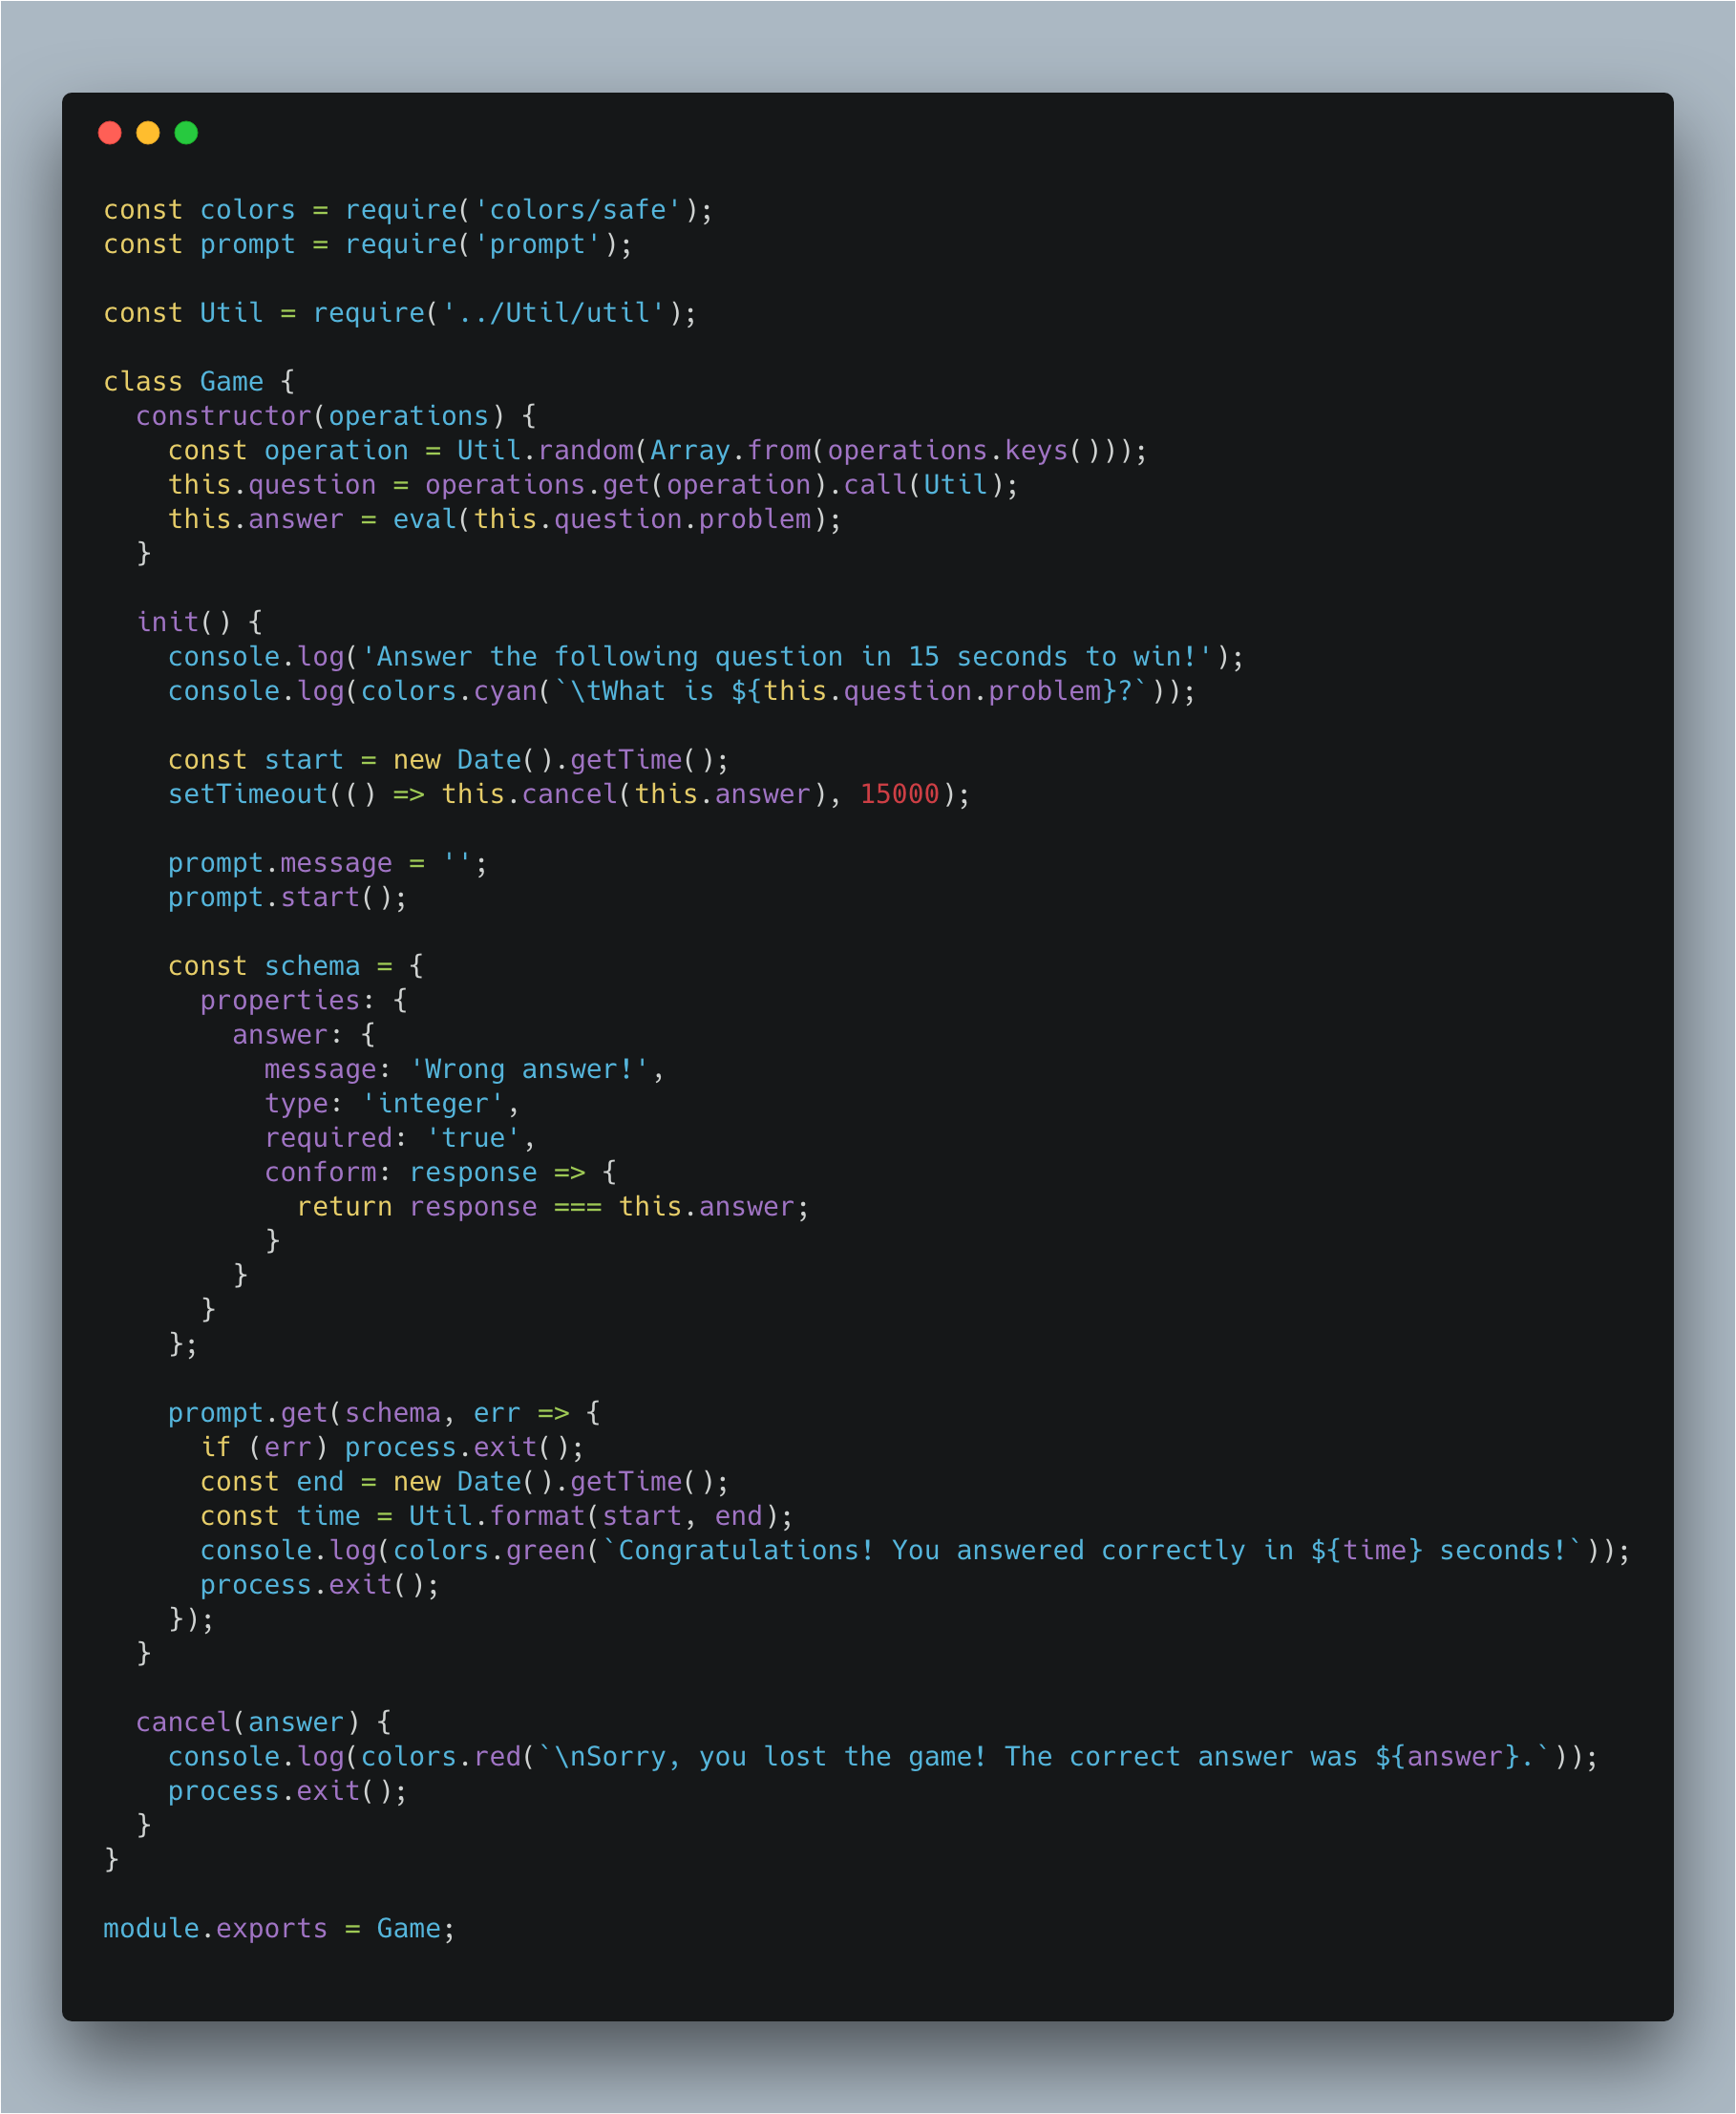 const colors = require('colors/safe');
const prompt = require('prompt');

const Util = require('../Util/util');

class Game {
  constructor(operations) {
    const operation = Util.random(Array.from(operations.keys()));
    this.question = operations.get(operation).call(Util);
    this.answer = eval(this.question.problem);
  }

  init() {
    console.log('Answer the following question in 15 seconds to win!');
    console.log(colors.cyan(`\tWhat is ${this.question.problem}?`));

    const start = new Date().getTime();
    setTimeout(() => this.cancel(this.answer), 15000);

    prompt.message = '';
    prompt.start();

    const schema = {
      properties: {
        answer: {
          message: 'Wrong answer!',
          type: 'integer',
          required: 'true',
          conform: response => {
            return response === this.answer;
          }
        }
      }
    };

    prompt.get(schema, err => {
      if (err) process.exit();
      const end = new Date().getTime();
      const time = Util.format(start, end);
      console.log(colors.green(`Congratulations! You answered correctly in ${time} seconds!`));
      process.exit();
    });
  }

  cancel(answer) {
    console.log(colors.red(`\nSorry, you lost the game! The correct answer was ${answer}.`));
    process.exit();
  }
}

module.exports = Game;